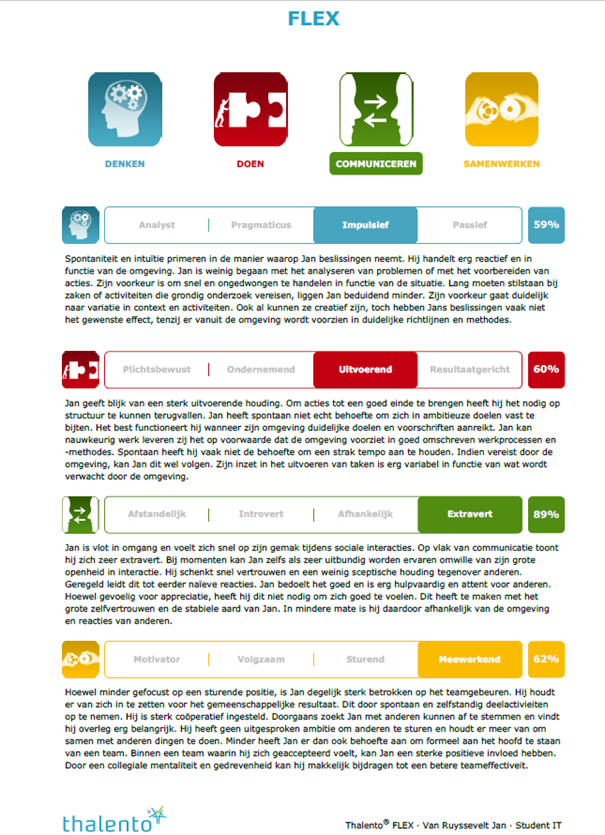 FLEX
DENKEN
DOEN
COMMUNICEREN
SAMENWERKEN
Analyst | Pragmaticus Impulsief Passief 59%
Spontaniteit en intuïtie primeren in de manier waarop Jan beslissingen neemt. Hij handelt erg reactief en in
functie van de omgeving. Jan is weinig begaan met het analyseren van problemen of met het voorbereiden van
acties. Zijn voorkeur is om snel en ongedwongen te handelen in functie van de situatie. Lang moeten stilstaan bij
zaken of activiteiten die grondig onderzoek vereisen, liggen Jan beduidend minder. Zijn voorkeur gaat duidelijk
naar variatie in context en activiteiten. Ook al kunnen ze creatief zijn, toch hebben Jans beslissingen vaak niet
het gewenste effect, tenzij er vanuit de omgeving wordt voorzien in duidelijke richtlijnen en methodes.
Plichtsbewust | Ondernemend Uitvoerend Resultaatgericht 60%
Jan geeft blijk van een sterk uitvoerende houding. Om acties tot een goed einde te brengen heeft hij het nodig op
structuur te kunnen terugvallen. Jan heeft spontaan niet echt behoefte om zich in ambitieuze doelen vast te
bijten. Het best functioneert hij wanneer zijn omgeving duidelijke doelen en voorschriften aanreikt. Jan kan
nauwkeurig werk leveren zij het op voorwaarde dat de omgeving voorziet in goed omschreven werkprocessen en
-methodes. Spontaan heeft hij vaak niet de behoefte om een strak tempo aan te houden. Indien vereist door de
omgeving, kan Jan dit wel volgen. Zijn inzet in het uitvoeren van taken is erg variabel in functie van wat wordt
verwacht door de omgeving.
Afstandelijk | Introvert | Afhankelijk Extravert 89%
Jan is vlot in omgang en voelt zich snel op zijn gemak tijdens sociale interacties. Op vlak van communicatie toont
hij zich zeer extravert. Bij momenten kan Jan zelfs als zeer uitbundig worden ervaren omwille van zijn grote
openheid in interactie. Hij schenkt snel vertrouwen en een weinig sceptische houding tegenover anderen.
Geregeld leidt dit tot eerder naïeve reacties. Jan bedoelt het goed en is erg hulpvaardig en attent voor anderen.
Hoewel gevoelig voor appreciatie, heeft hij dit niet nodig om zich goed te voelen. Dit heeft te maken met het
grote zelfvertrouwen en de stabiele aard van Jan. In mindere mate is hij daardoor afhankelijk van de omgeving
en reacties van anderen.
Motivator | Volgzaam | Sturend Meewerkend 62%
Hoewel minder gefocust op een sturende positie, is Jan degelijk sterk betrokken op het teamgebeuren. Hij houdt
er van zich in te zetten voor het gemeenschappelijke resultaat. Dit door spontaan en zelfstandig deelactivieiten
op te nemen. Hij is sterk coöperatief ingesteld. Doorgaans zoekt Jan met anderen kunnen af te stemmen en vindt
hij overleg erg belangrijk. Hij heeft geen uitgesproken ambitie om anderen te sturen en houdt er meer van om
samen met anderen dingen te doen. Minder heeft Jan er dan ook behoefte aan om formeel aan het hoofd te staan
van een team. Binnen een team waarin hij zich geaccepteerd voelt, kan Jan een sterke positieve invloed hebben.
Door een collegiale mentaliteit en gedrevenheid kan hij makkelijk bijdragen tot een betere teameffectiveit.
thalento
Thalento® FLEX · Van Ruyssevelt Jan · Student IT